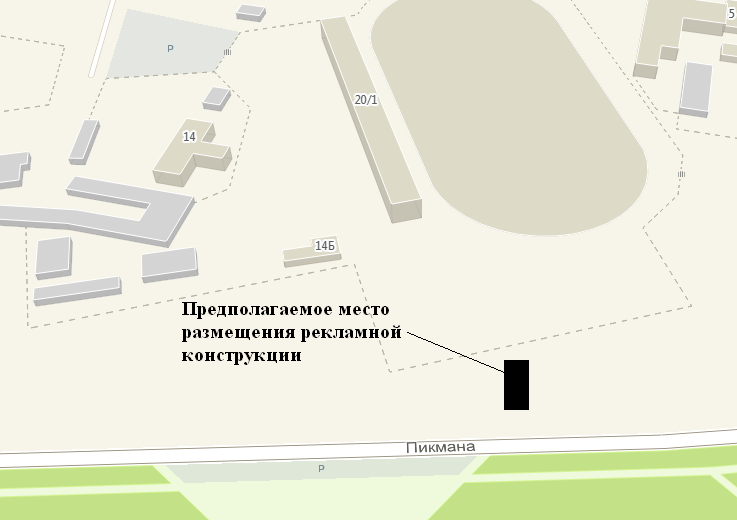 5
P
20/1
14
14Б
Предполагаемое место
размещения рекламной
конструкции
Пикмана
P